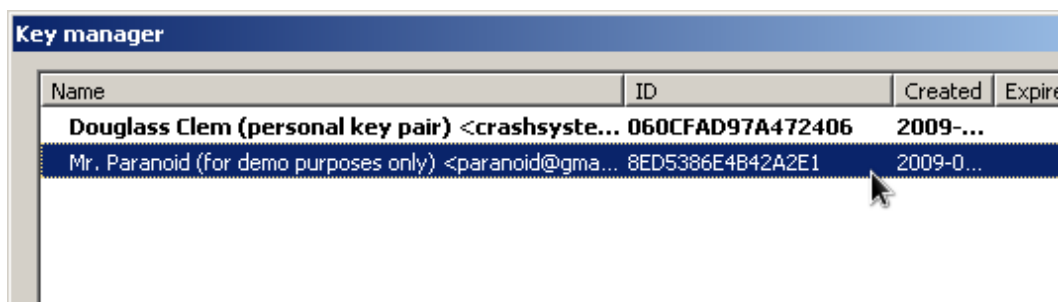 Key manager
Name ID Created Expire
Douglass Clem (personal key pair) <crashsyste... 060CFAD97A472406 2009-...
Mr. Paranoid (for demo purposes only) <paranoid@gma... 8ED5386E4B42A2E1 2009-0...